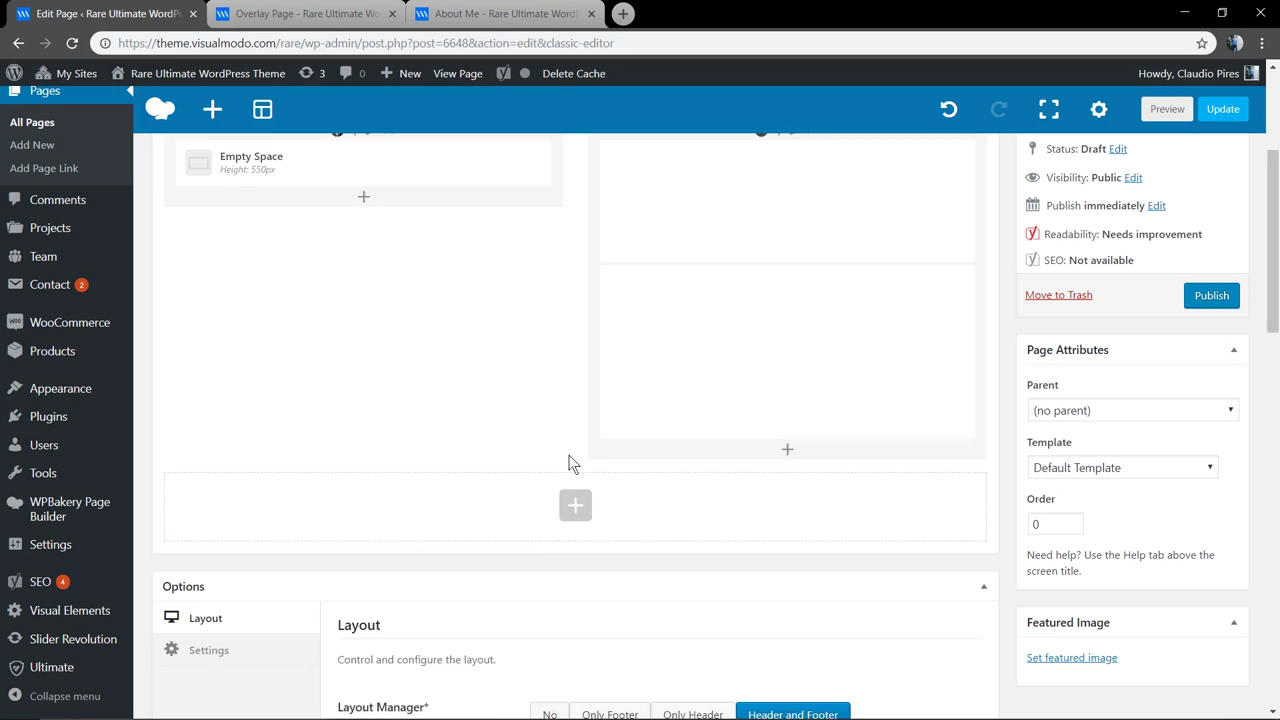 Edit Page ‹ Rare Ultimate WordPr
Overlay Page - Rare Ultimate WO
About Me - Rare Ultimate WordP
https://theme.visualmodo.com/rare/wp-admin/post.php?post=6648&action=edit&classic-editor
My Sites
Rare Ultimate WordPress Theme
3
0
New
View Page
Delete Cache
Howdy, Claudio Pires
Pages
All Pages
Add New
Add Page Link
Comments
Projects
Team
Contact 2
WooCommerce
Products
Appearance
Plugins
Users
Tools
WPBakery Page
Builder
Settings
SEO 4
Visual Elements
Slider Revolution
Ultimate
Collapse menu
Preview
Update
Empty Space
Height: 550px
Options
Layout
Settings
Layout
Control and configure the layout.
Layout Manager*
No
Only Footer
Only Header
Header and Footer
Status: Draft Edit
Visibility: Public Edit
Publish immediately Edit
Readability: Needs improvement
SEO: Not available
Move to Trash
Publish
Page Attributes
Parent
(no parent)
Template
Default Template
Order
0
Need help? Use the Help tab above the
screen title.
Featured Image
Set featured image